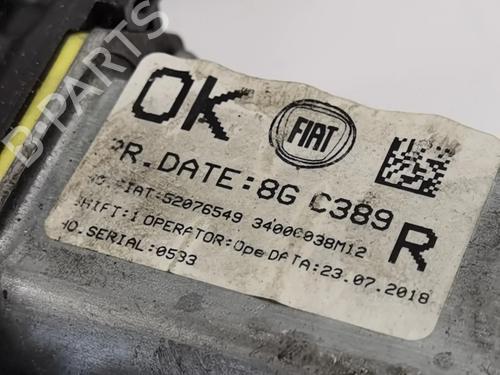 OK FIAT
PR.DATE:8G C389
NO.FIAT:52076549 3400C038M12 R
SHIFT:1 OPERATOR:Ope DATA:23.07.2018
NO.SERIAL:0533
B-PARTS